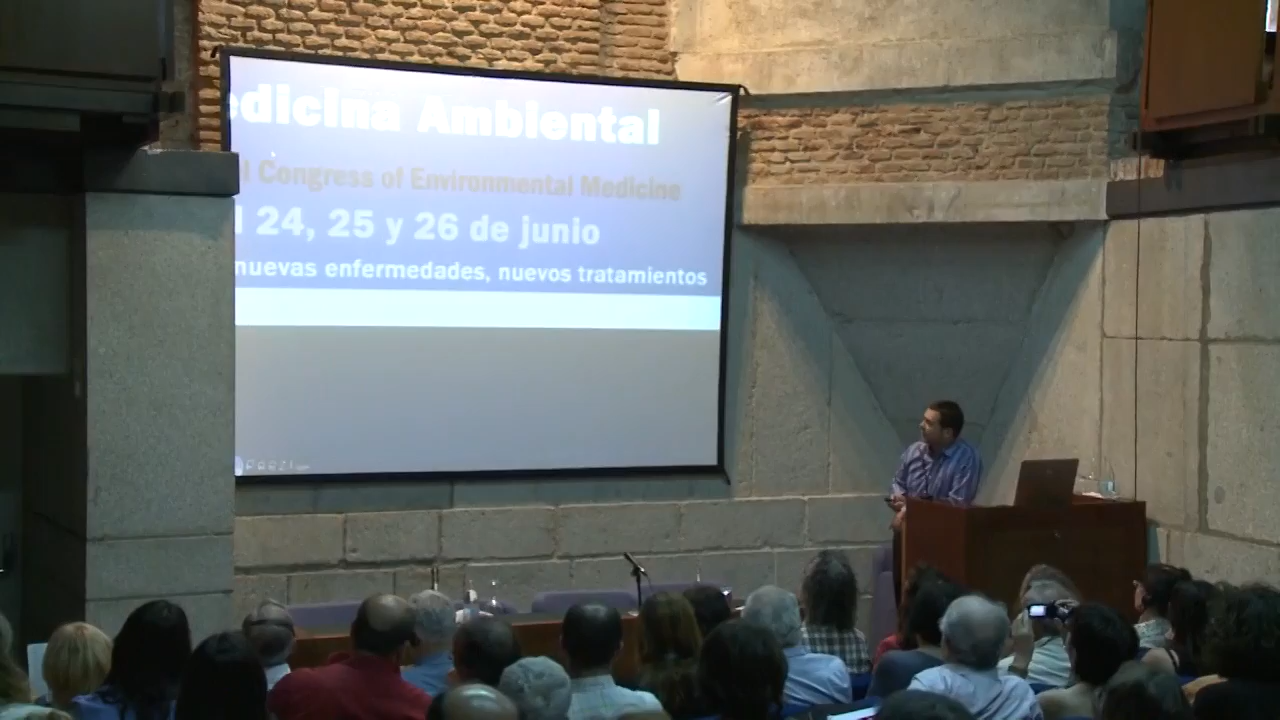 dicina Ambiental
l Congress of Environmental Medicine
l 24, 25 y 26 de junio
nuevas enfermedades, nuevos tratamientos